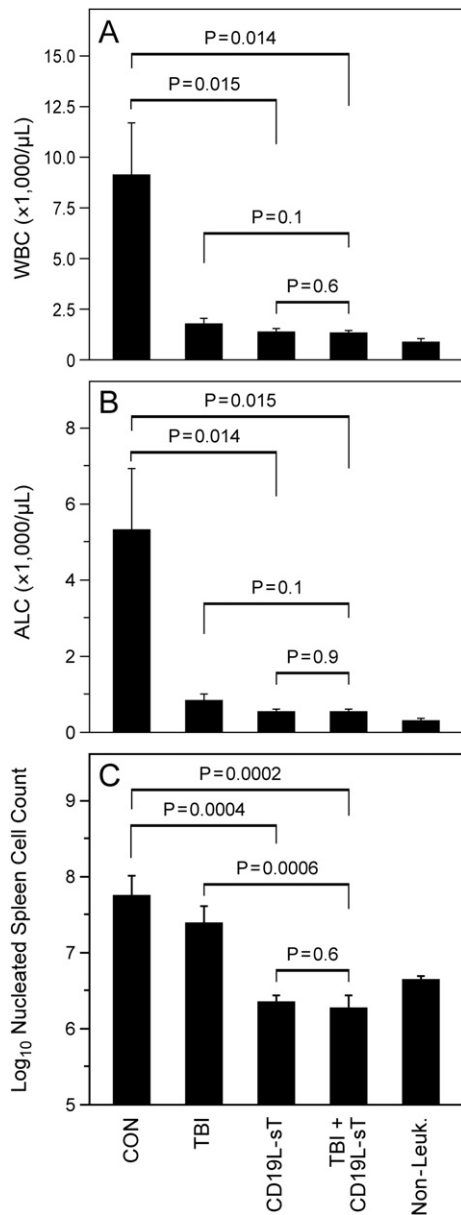 A
P=0.014
P=0.015
P=0.1
P=0.6
WBC (×1,000/μL)
15.0
12.5
10.0
7.5
5.0
2.5
0
B
P=0.015
P=0.014
P=0.1
P=0.9
ALC (×1,000/μL)
8
6
4
2
0
C
P=0.0002
P=0.0004
P=0.0006
P=0.6
Log10 Nucleated Spleen Cell Count
9
8
7
6
5
CON
TBI
CD19L-sT
TBI +
CD19L-sT
Non-Leuk.